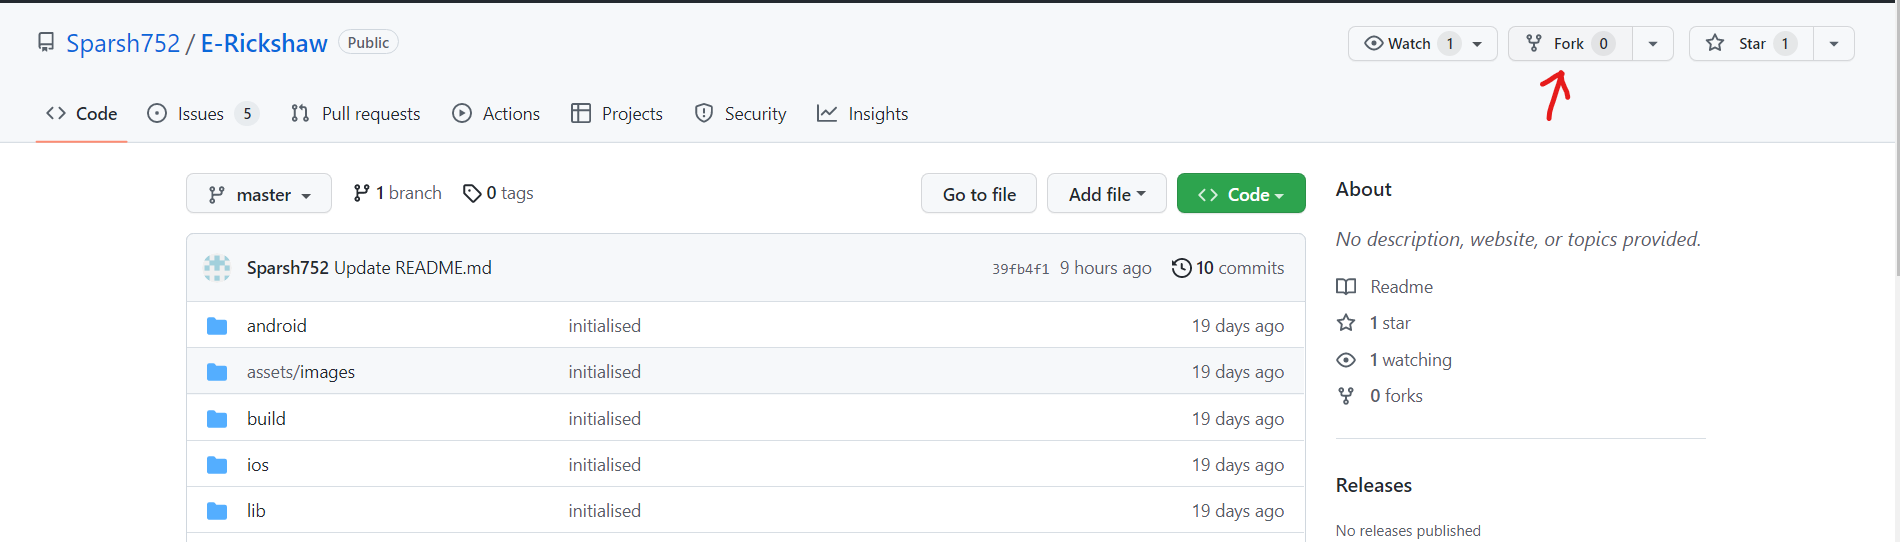 Sparsh752 / E-Rickshaw Public
Watch 1 Fork 0 Star 1
Code Issues 5 Pull requests Actions Projects Security Insights
master 1 branch 0 tags Go to file Add file Code
Sparsh752 Update README.md 39fb4f1 9 hours ago 10 commits
android initialised 19 days ago
assets/images initialised 19 days ago
build initialised 19 days ago
ios initialised 19 days ago
lib initialised 19 days ago
About
No description, website, or topics provided.
Readme
1 star
1 watching
0 forks
Releases
No releases published